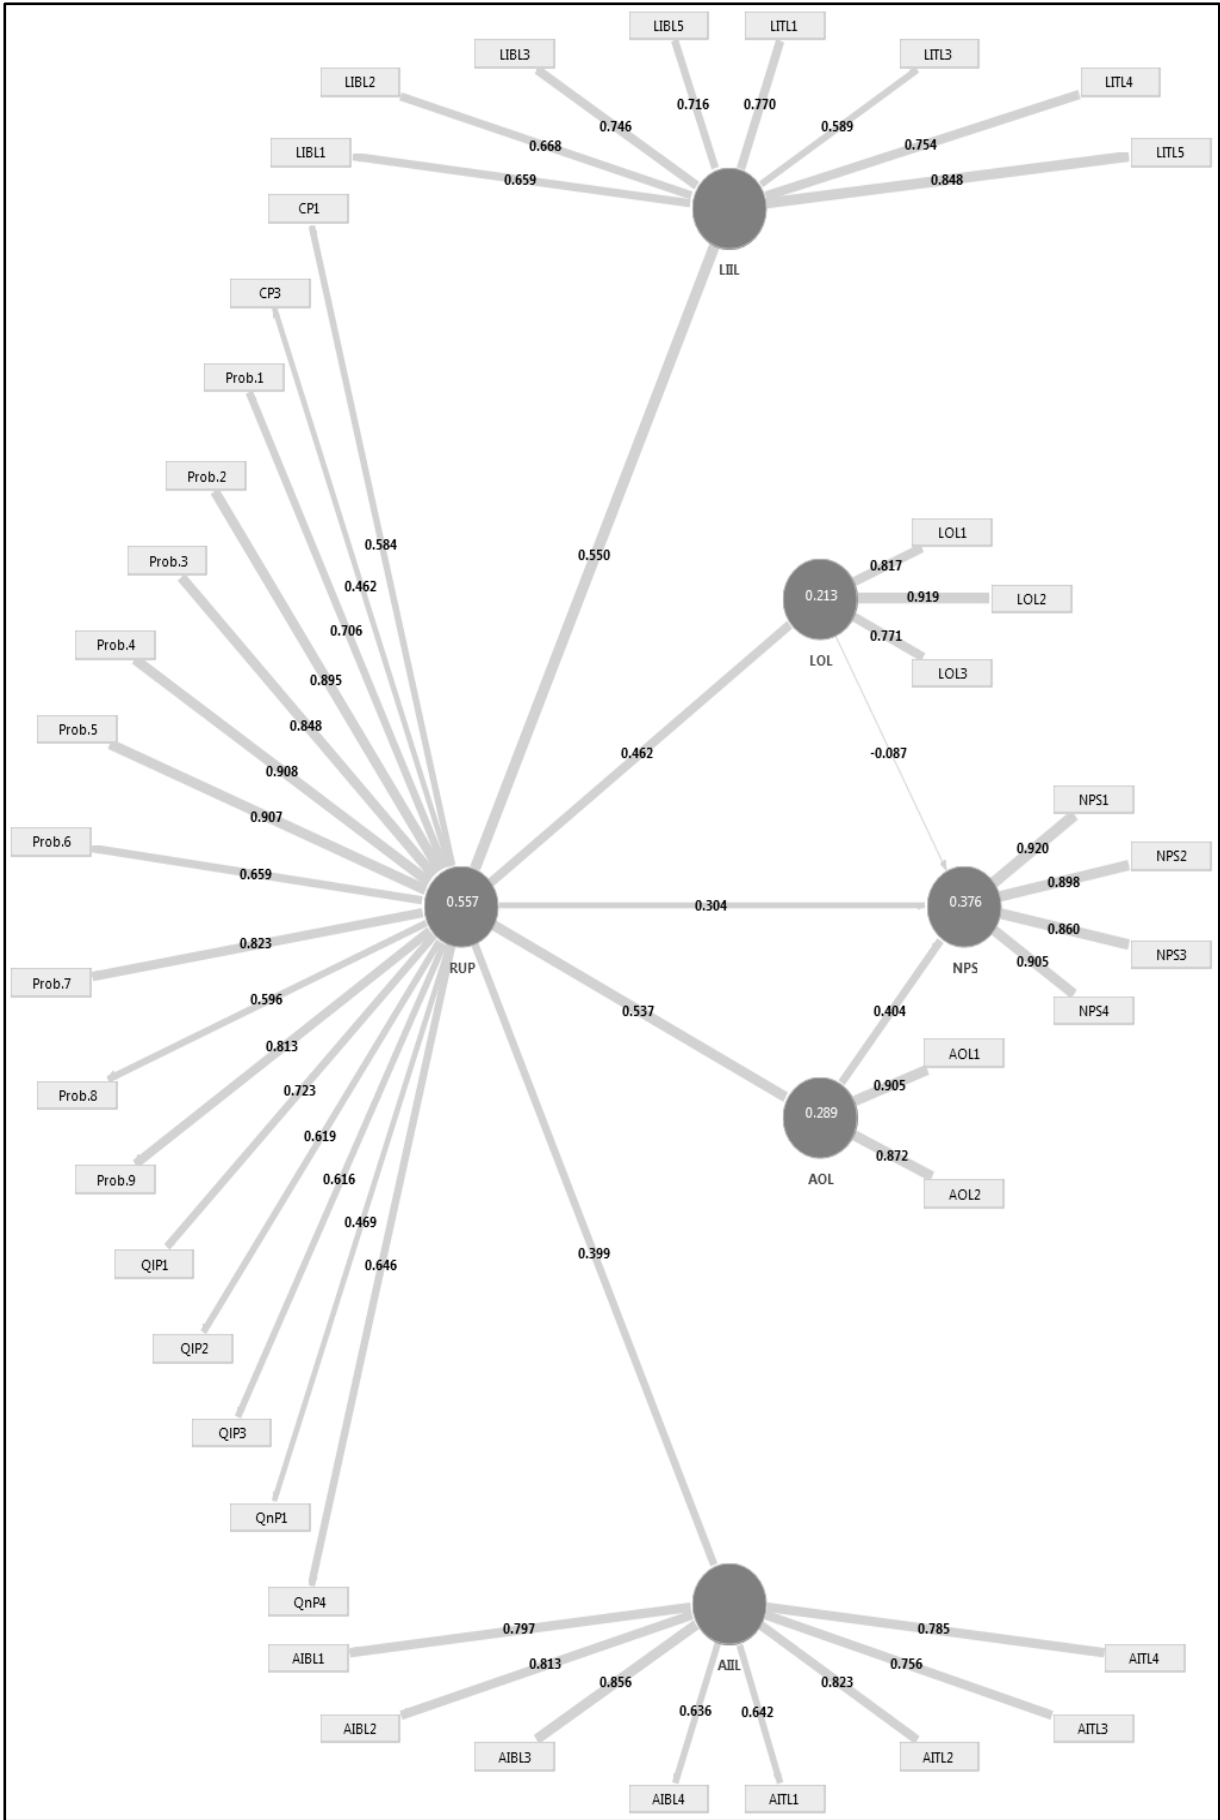 LIBL5
LITL1
LIBL3
LITL3
LIBL2
LITL4
0.716
0.770
0.746
0.589
0.668
0.754
LIBL1
LITL5
0.659
0.848
CP1
LIIL
CP3
Prob.1
Prob.2
LOL1
0.584
0.550
Prob.3
0.817
0.462
0.213
0.919
LOL2
0.706
0.771
Prob.4
LOL
LOL3
0.895
0.848
Prob.5
0.462
-0.087
0.908
NPS1
0.907
Prob.6
0.920
NPS2
0.659
0.898
0.557
0.304
0.376
0.860
0.823
NPS3
RUP
0.905
NPS
Prob.7
0.596
0.537
0.404
NPS4
0.813
AOL1
Prob.8
0.723
0.905
0.289
0.619
0.872
Prob.9
0.616
AOL
AOL2
0.469
0.399
QIP1
0.646
QIP2
QIP3
QnP1
QnP4
0.797
0.785
AIBL1
0.813
AIIL
0.756
AITL4
0.856
0.823
0.636
0.642
AIBL2
AITL3
AIBL3
AITL2
AIBL4
AITL1